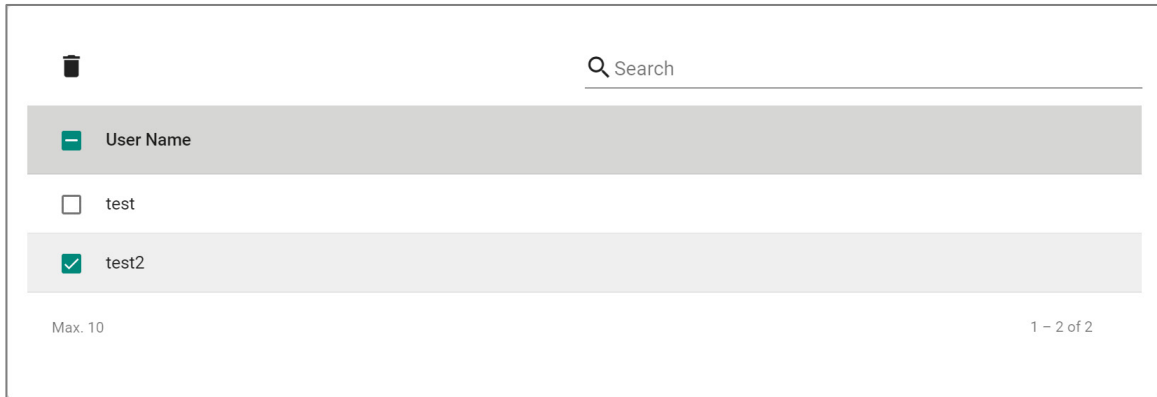 Search
User Name
test
test2
Max. 10
1 – 2 of 2